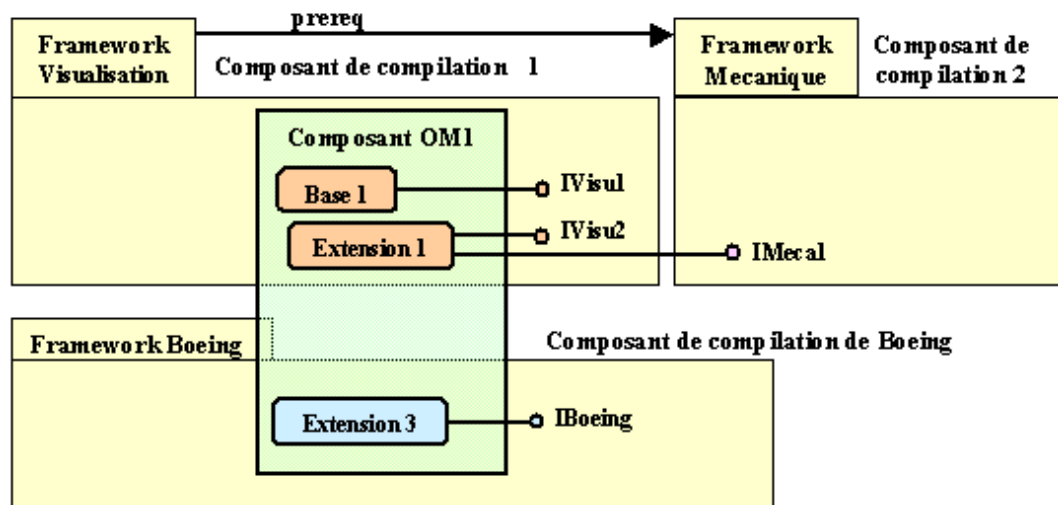 prereq
Framework
Visualisation
Composant de compilation 1
Framework
Mecanique
Composant de
compilation 2
Composant OM1
Base 1
IVisu1
Extension 1
IVisu2
IMeca1
Framework Boeing
Composant de compilation de Boeing
Extension 3
IBoeing